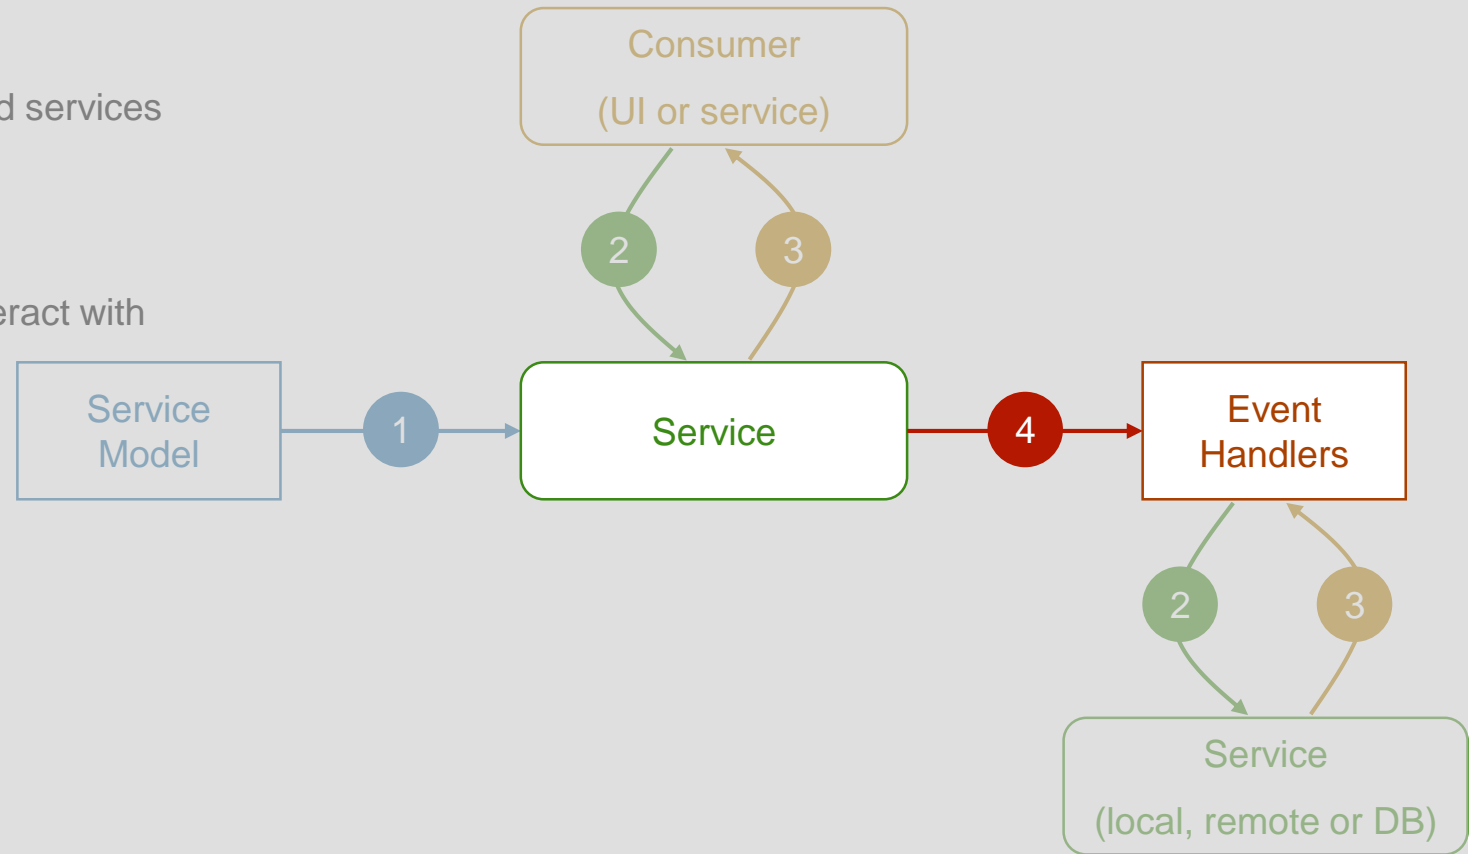 Consumer
(UI or service)
services
2
3
with
Service
Model
1
Service
4
Event
Handlers
2
3
Service
(local, remote or DB)